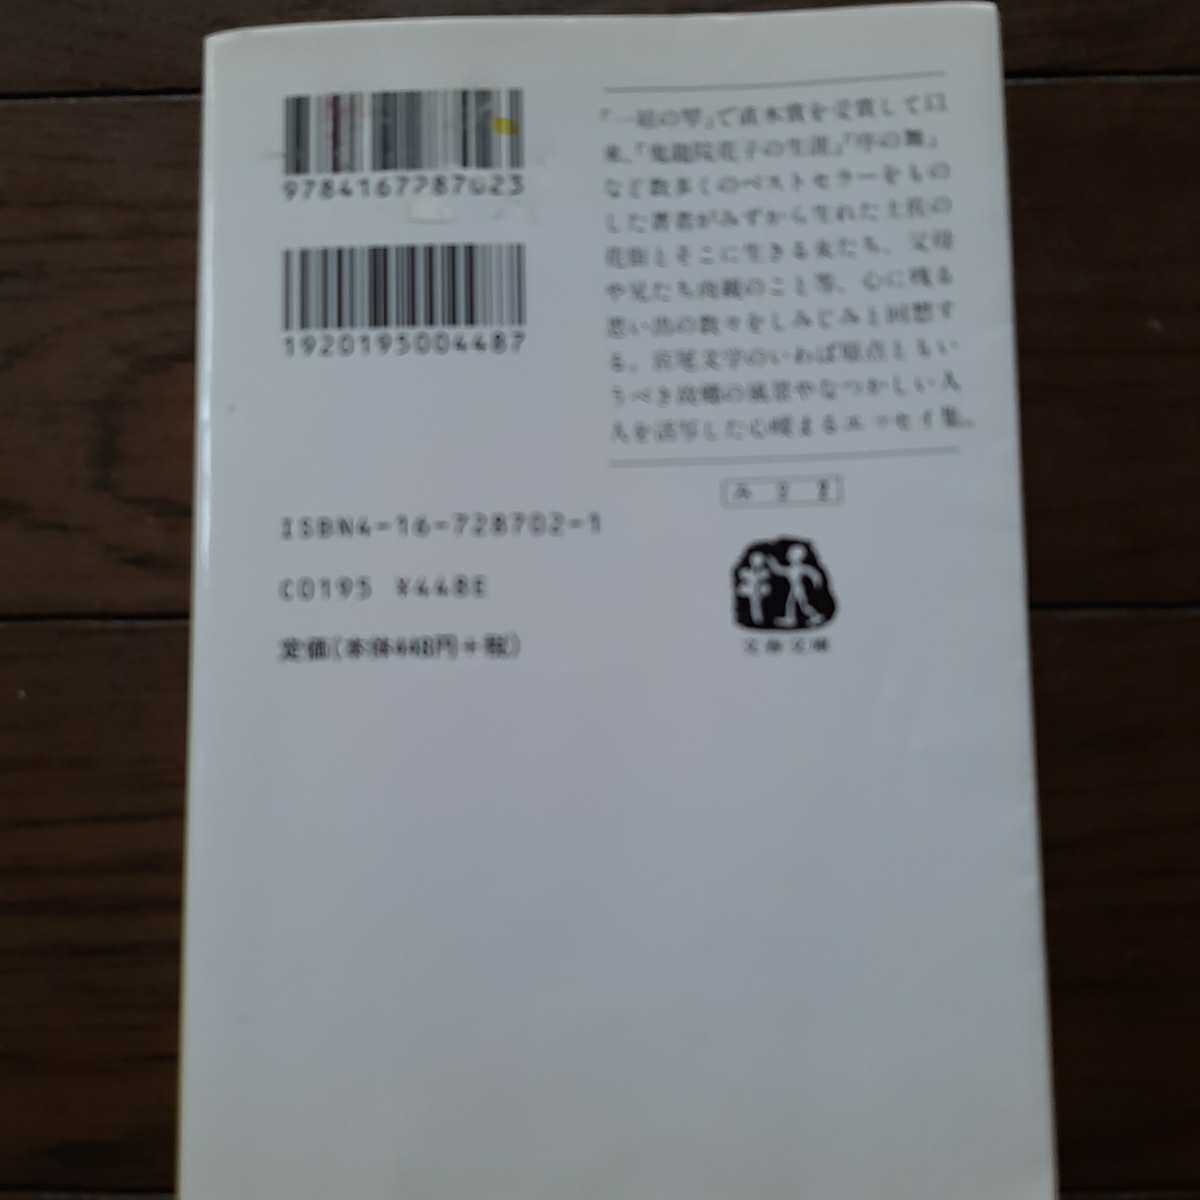 9784167287023
1920195004487
『一絃の琴』で直木賞を受賞して以
来、『鬼龍院花子の生涯』『序の舞』
など数多くのベストセラーをもの
した著者がみずから生れた土佐の
花街とそこに生きる女たち、父母
や兄たち肉親のこと等、心に残る
思い出の数々をしみじみと回想す
る。宮尾文学のいわば原点ともい
うべき故郷の風景やなつかしい人
人を活写した心暖まるエッセイ集。
み 2 2
ISBN4-16-728702-1
C0195 ¥448E
定価(本体448円+税)
文春文庫